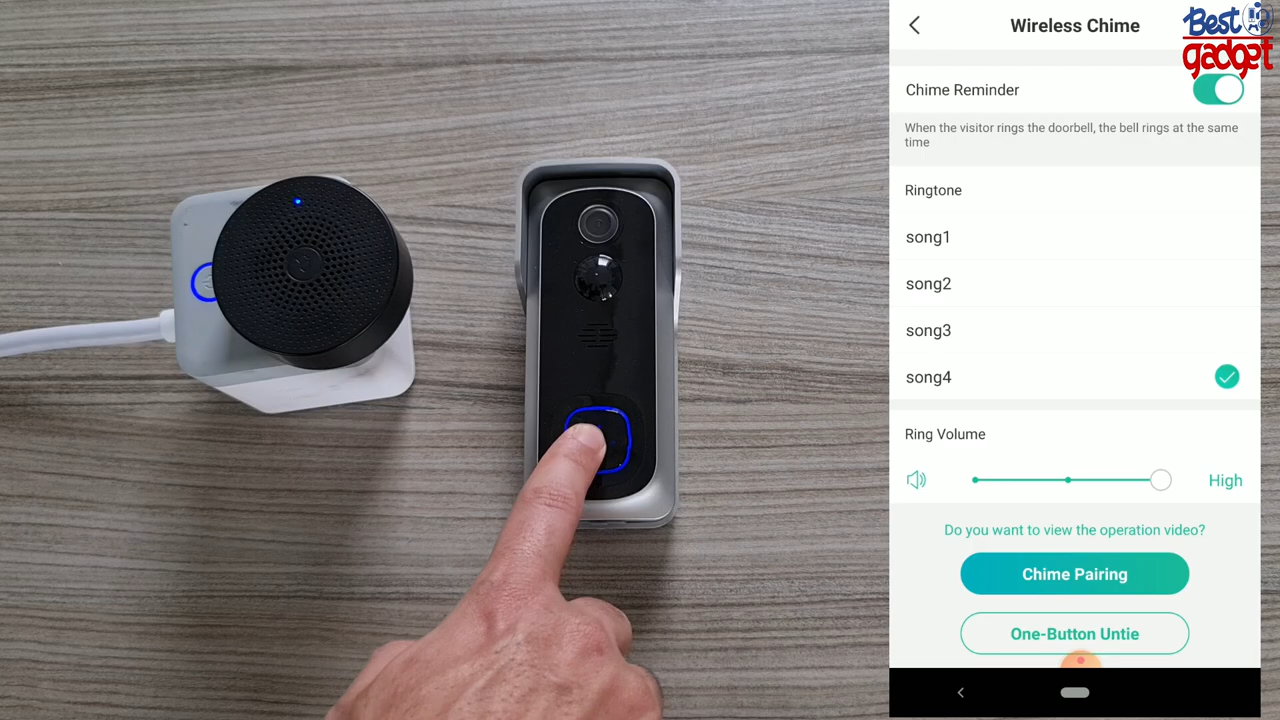 Wireless Chime
Best
gadget
Chime Reminder
When the visitor rings the doorbell, the bell rings at the same
time
Ringtone
song1
song2
song3
song4
Ring Volume
High
Do you want to view the operation video?
Chime Pairing
One-Button Untie